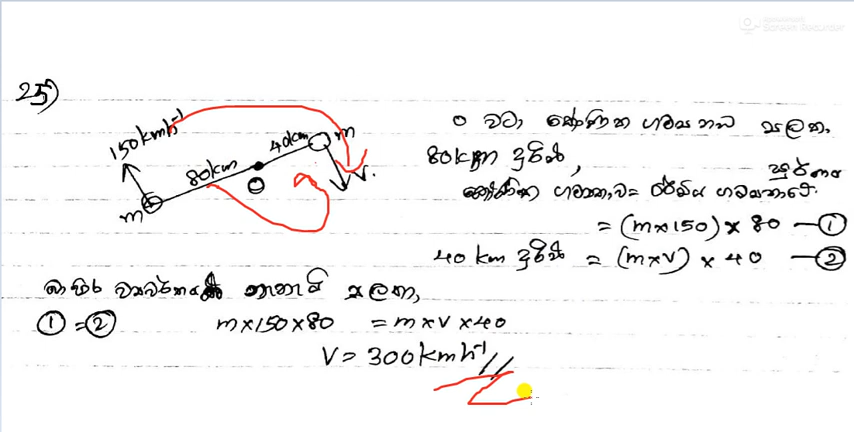 25)
150kmh⁻¹
80km
40km
m
v.
m
O
O වටා කෝණික ගම්‍යතාව සලකා,
80km දුරින්,
කෝණික ගම්‍යතාවය = රේඛීය ගම්‍යතාවේ
= (m×150) × 80 —①
40 km දුරින් = (m×v) × 40 —②
සලකා,
① = ② m×150×80 = m×v×40
V = 300kmh⁻¹//